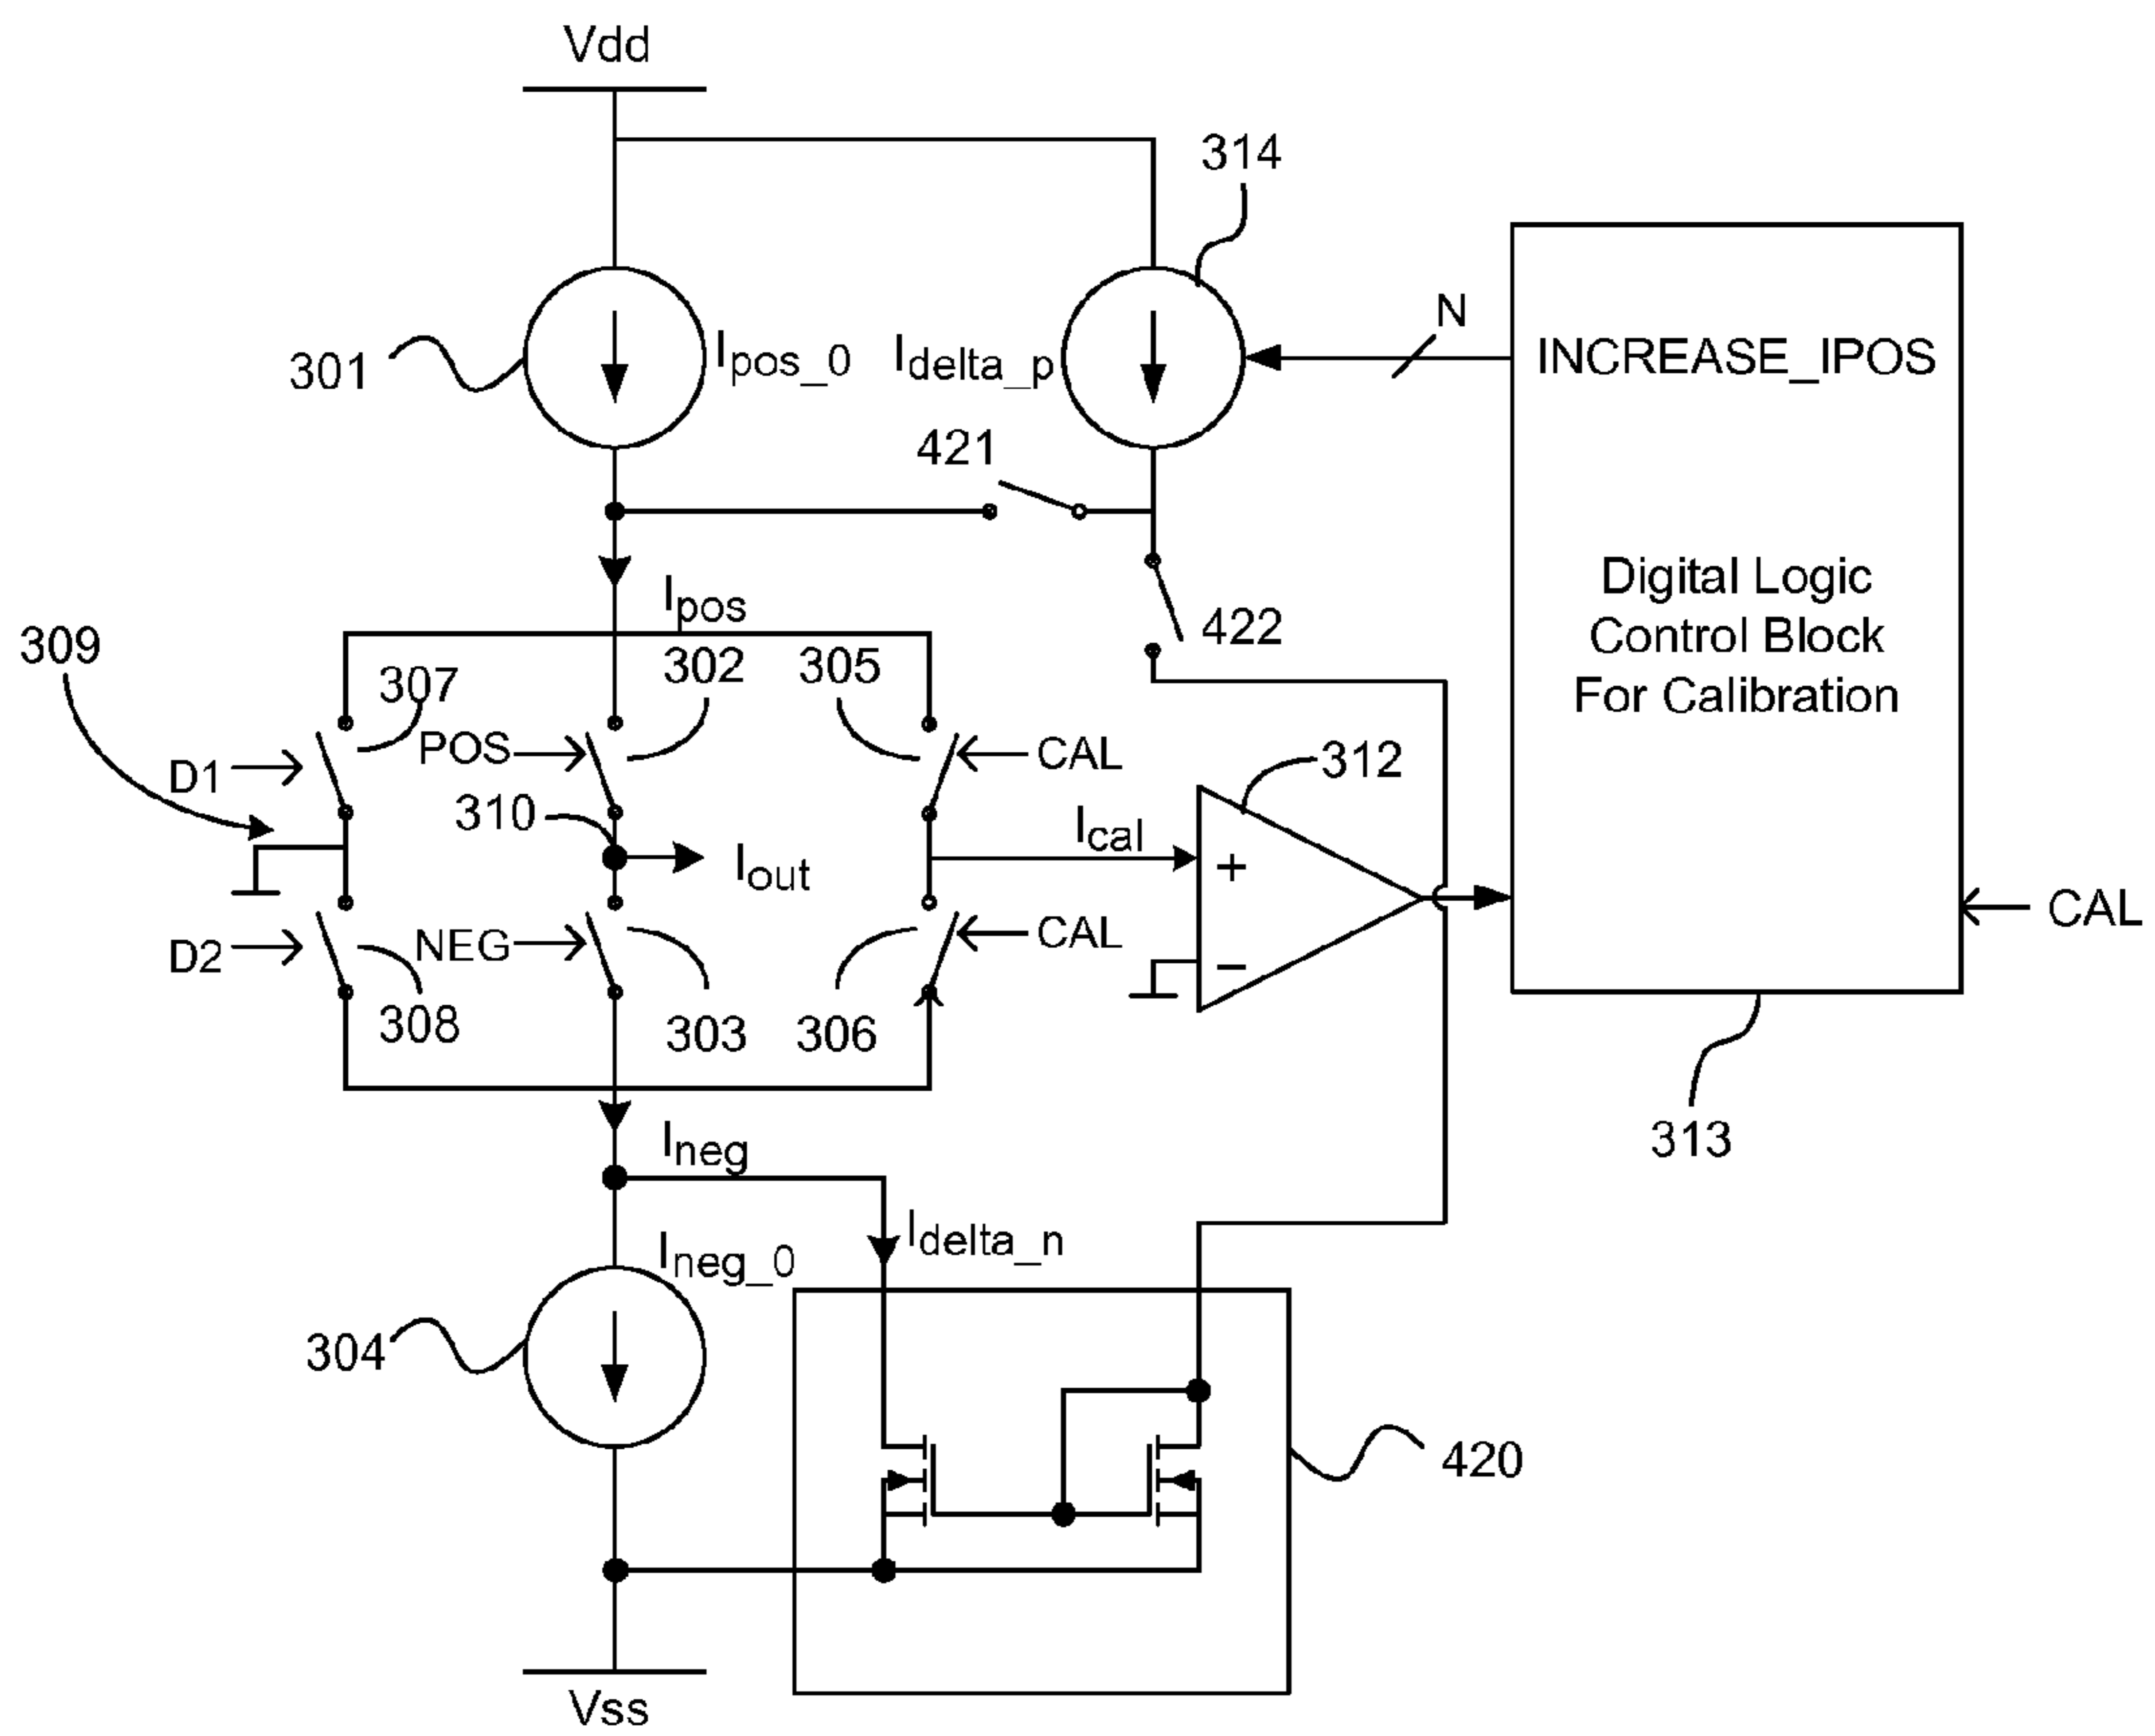 Vdd
314
N
301
Ipos_0
Idelta_p
INCREASE_IPOS
421
Digital Logic
Control Block
For Calibration
Ipos
422
309
307
302
305
POS
CAL
D1
310
312
Iout
Ical
+
CAL
D2
NEG
CAL
−
308
303
306
313
Ineg
Idelta_n
Ineg_0
304
420
Vss